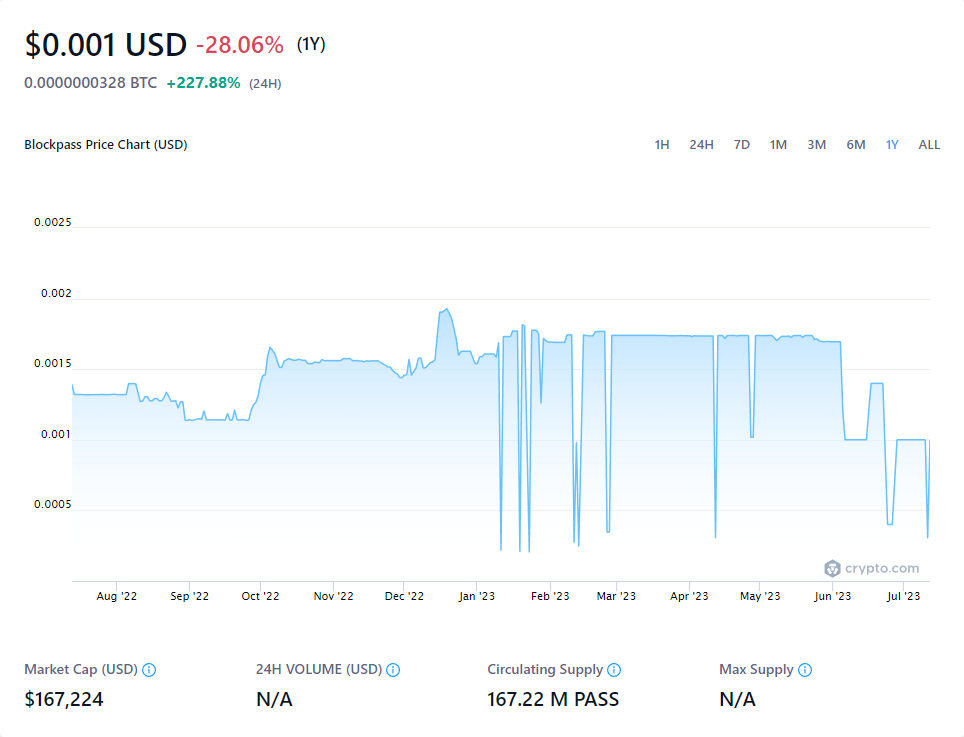 $0.001 USD -28.06% (1Y)
0.0000000328 BTC +227.88% (24H)
Blockpass Price Chart (USD) 1H 24H 7D 1M 3M 6M 1Y ALL
0.0025
0.002
0.0015
0.001
0.0005
crypto.com
Aug '22 Sep '22 Oct '22 Nov '22 Dec '22 Jan '23 Feb '23 Mar '23 Apr '23 May '23 Jun '23 Jul '23
Market Cap (USD) 24H VOLUME (USD) Circulating Supply Max Supply
$167,224 N/A 167.22 M PASS N/A